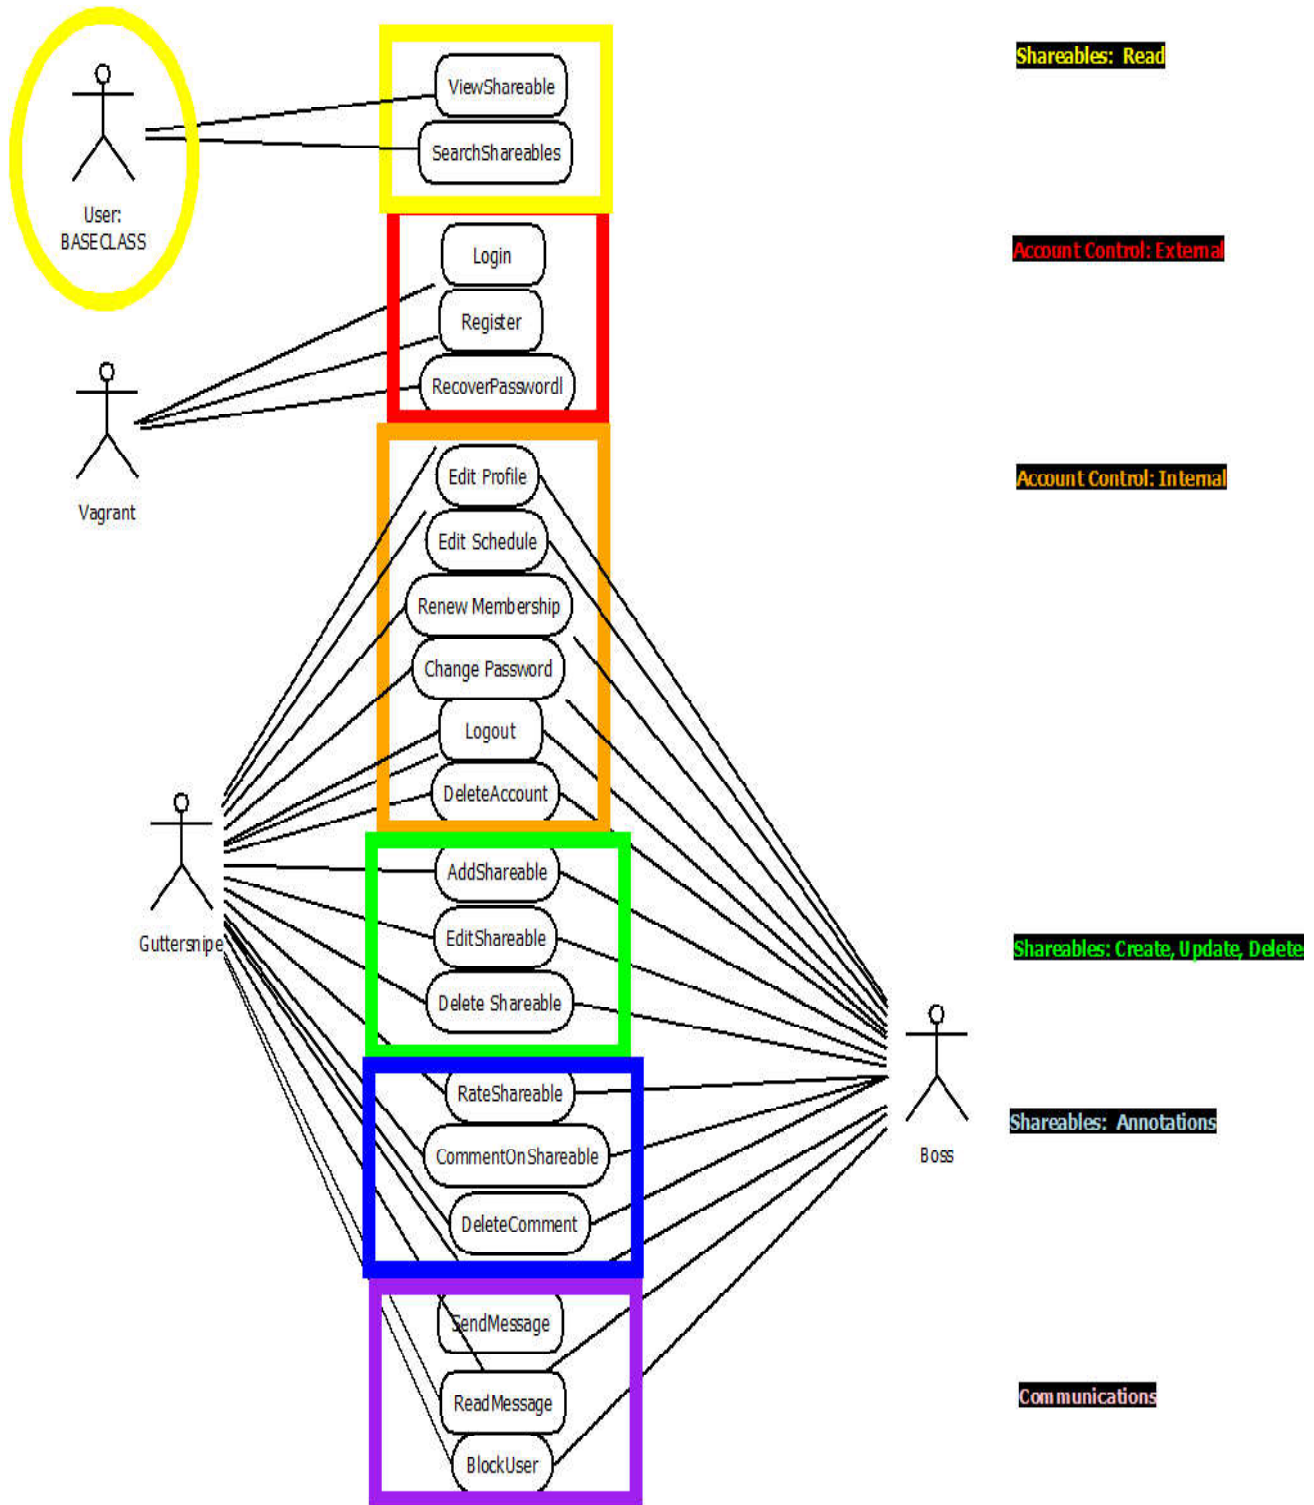 Shareables: Read
ViewShareable
SearchShareables
User:
BASECLASS
Account Control: External
Login
Register
RecoverPasswordl
Vagrant
Account Control: Internal
Edit Profile
Edit Schedule
Renew Membership
Change Password
Logout
DeleteAccount
Guttersnipe
AddShareable
EditShareable
Delete Shareable
Shareables: Create, Update, Deletes
Boss
RateShareable
CommentOnShareable
DeleteComment
Shareables: Annotations
SendMessage
ReadMessage
BlockUser
Communications